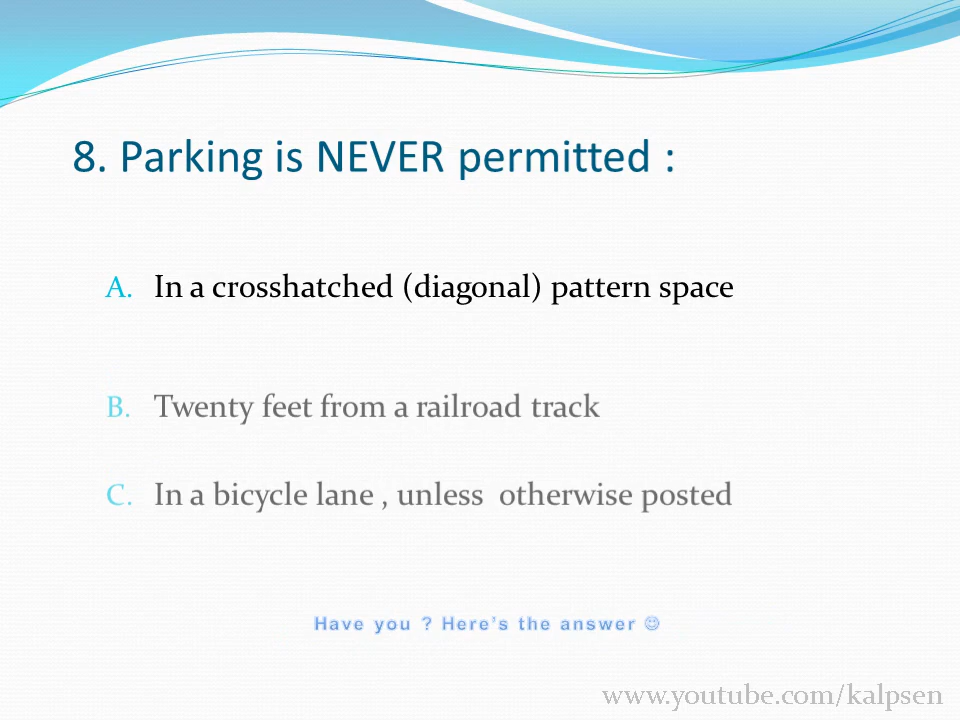 8. Parking is NEVER permitted :
A. In a crosshatched (diagonal) pattern space
B. Twenty feet from a railroad track
C. In a bicycle lane , unless  otherwise posted
Have you ? Here's the answer ☺
www.youtube.com/kalpsen